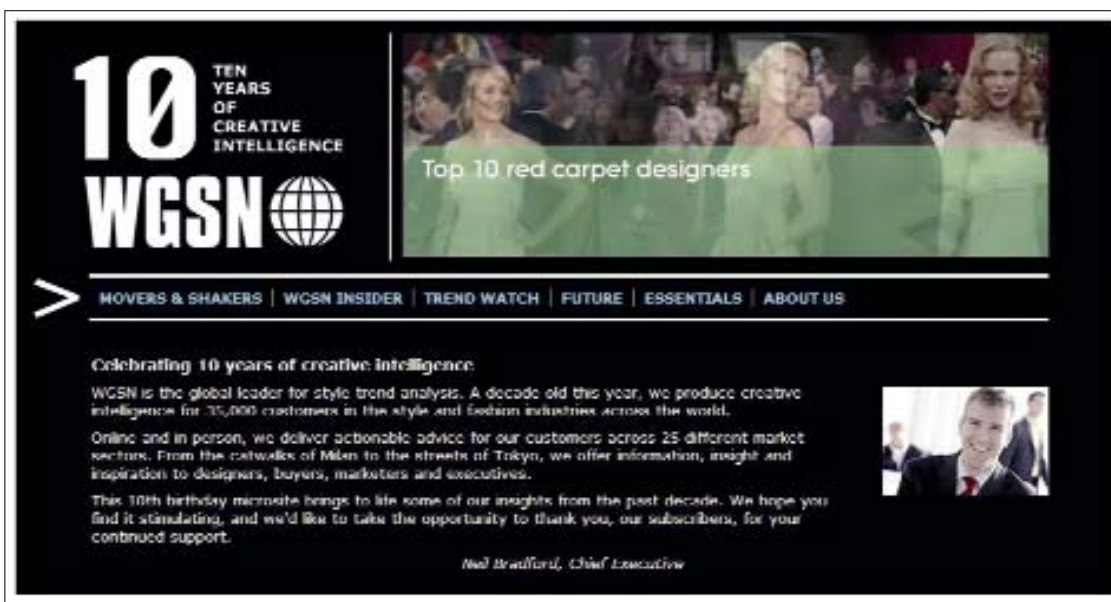 10
TEN
YEARS
OF
CREATIVE
INTELLIGENCE
WGSN
Top 10 red carpet designers
> MOVERS & SHAKERS | WGSN INSIDER | TREND WATCH | FUTURE | ESSENTIALS | ABOUT US
Celebrating 10 years of creative intelligence
WGSN is the global leader for style trend analysis. A decade old this year, we produce creative
intelligence for 35,000 customers in the style and fashion industries across the world.
Online and in person, we deliver actionable advice for our customers across 25 different market
sectors. From the catwalks of Milan to the streets of Tokyo, we offer information, insight and
inspiration to designers, buyers, marketers and executives.
This 10th birthday microsite brings to life some of our insights from the past decade. We hope you
find it stimulating, and we'd like to take the opportunity to thank you, our subscribers, for your
continued support.
Neil Bradford, Chief Executive